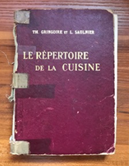 TH. GRINGOIRE ET L. SAULNIER
LE RÉPERTOIRE
DE LA CUISINE